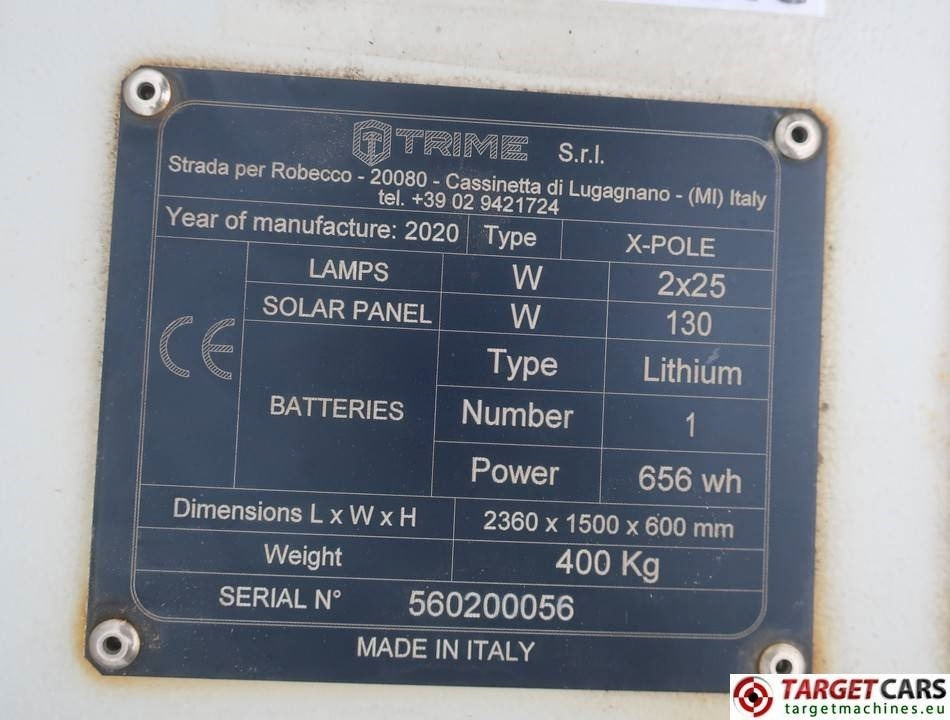 TRIME S.r.l.
Strada per Robecco - 20080 - Cassinetta di Lugagnano - (MI) Italy
tel. +39 02 9421724
Year of manufacture: 2020 Type X-POLE
LAMPS W 2x25
SOLAR PANEL W 130
CE
BATTERIES
Type Lithium
Number 1
Power 656 wh
Dimensions L x W x H 2360 x 1500 x 600 mm
Weight 400 Kg
SERIAL N° 560200056
MADE IN ITALY
TARGETCARS
targetmachines.eu